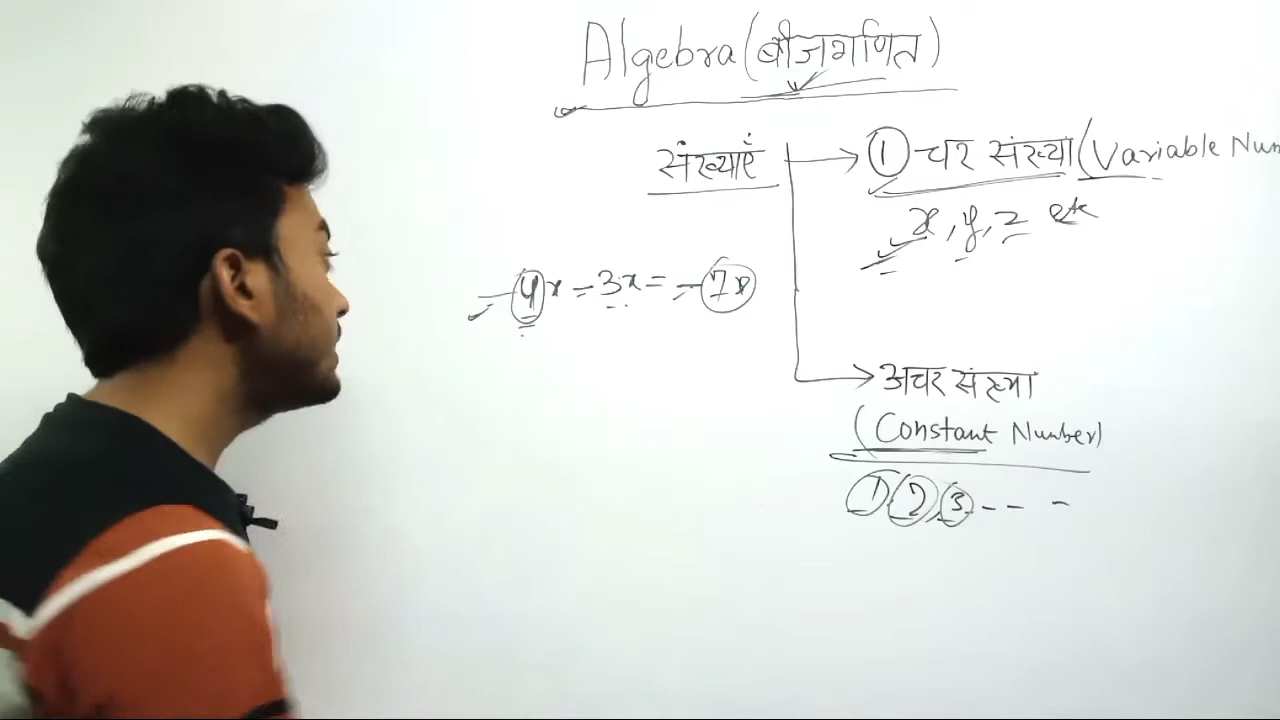 Algebra (बीजगणित)
संख्याएँ → ① चर संख्या (Variable Num
x, y, z etc
-4x - 3x = -7x
→ अचर संख्या
(Constant Number)
1, 2, 3 - - -